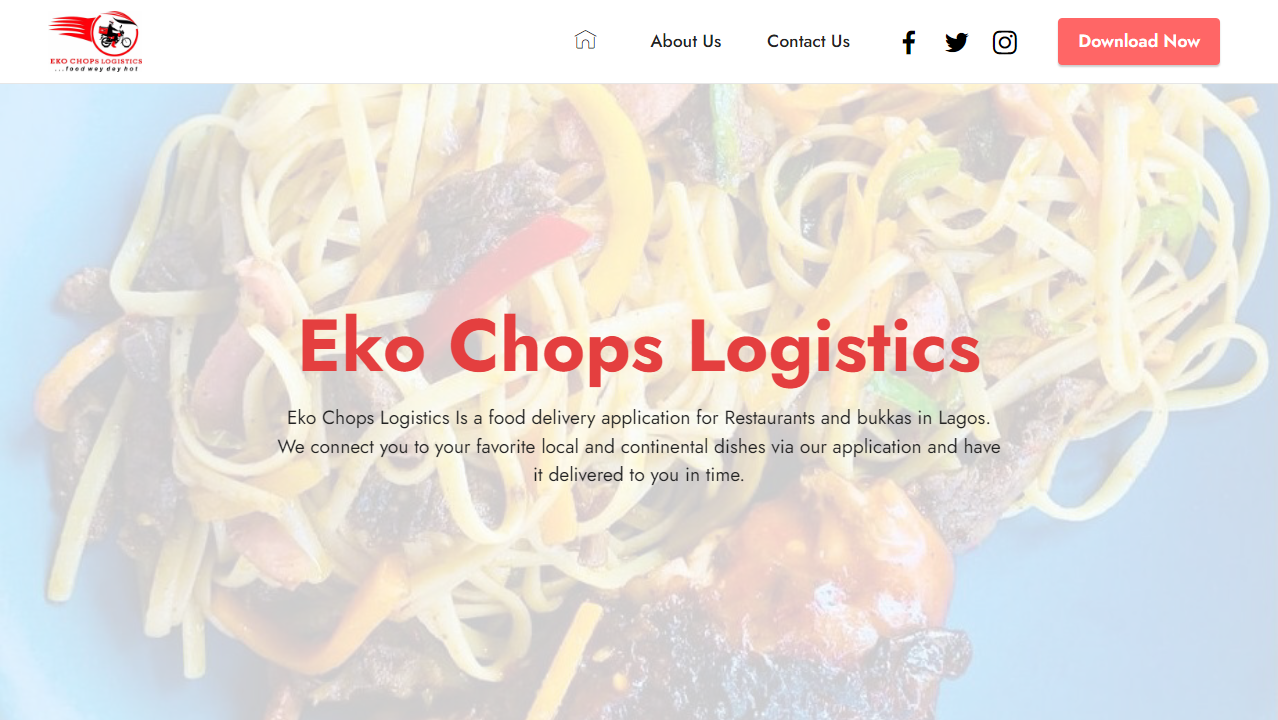 EKO CHOPS LOGISTICS
...food wey dey hot
About Us
Contact Us
Download Now
Eko Chops Logistics
Eko Chops Logistics Is a food delivery application for Restaurants and bukkas in Lagos.
We connect you to your favorite local and continental dishes via our application and have
it delivered to you in time.